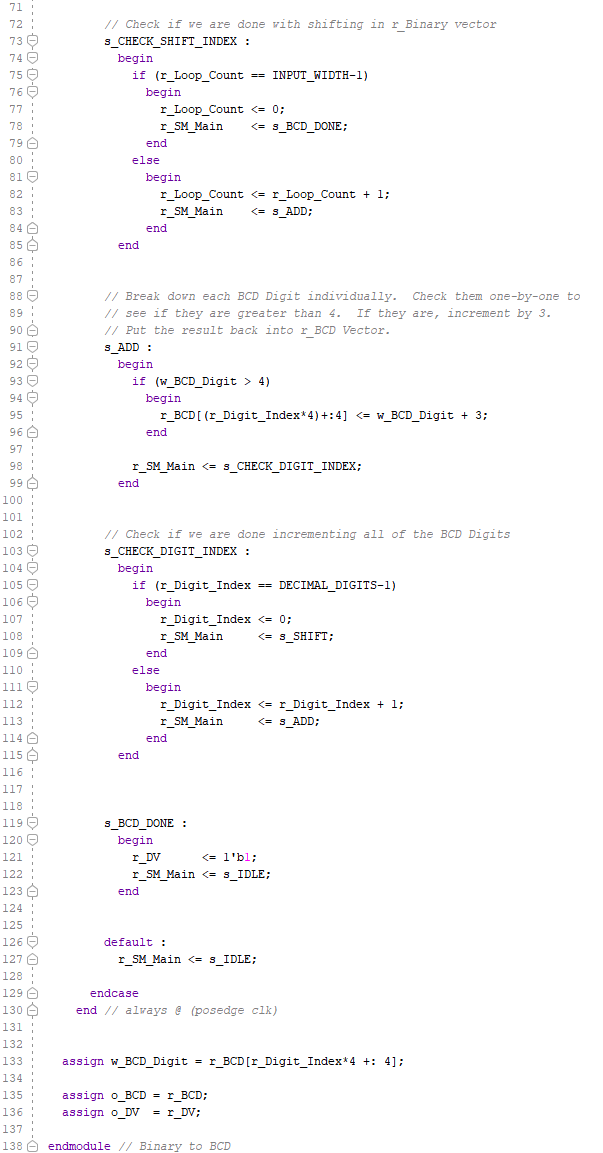 71
72 // Check if we are done with shifting in r_Binary vector
73 s_CHECK_SHIFT_INDEX :
74 begin
75 if (r_Loop_Count == INPUT_WIDTH-1)
76 begin
77 r_Loop_Count <= 0;
78 r_SM_Main    <= s_BCD_DONE;
79 end
80 else
81 begin
82 r_Loop_Count <= r_Loop_Count + 1;
83 r_SM_Main    <= s_ADD;
84 end
85 end
86
87
88 // Break down each BCD Digit individually.  Check them one-by-one to
89 // see if they are greater than 4.  If they are, increment by 3.
90 // Put the result back into r_BCD Vector.
91 s_ADD :
92 begin
93 if (w_BCD_Digit > 4)
94 begin
95 r_BCD[(r_Digit_Index*4)+:4] <= w_BCD_Digit + 3;
96 end
97
98 r_SM_Main <= s_CHECK_DIGIT_INDEX;
99 end
100
101
102 // Check if we are done incrementing all of the BCD Digits
103 s_CHECK_DIGIT_INDEX :
104 begin
105 if (r_Digit_Index == DECIMAL_DIGITS-1)
106 begin
107 r_Digit_Index <= 0;
108 r_SM_Main     <= s_SHIFT;
109 end
110 else
111 begin
112 r_Digit_Index <= r_Digit_Index + 1;
113 r_SM_Main     <= s_ADD;
114 end
115 end
116
117
118
119 s_BCD_DONE :
120 begin
121 r_DV      <= 1'b1;
122 r_SM_Main <= s_IDLE;
123 end
124
125
126 default :
127 r_SM_Main <= s_IDLE;
128
129 endcase
130 end // always @ (posedge clk)
131
132
133 assign w_BCD_Digit = r_BCD[r_Digit_Index*4 +: 4];
134
135 assign o_BCD = r_BCD;
136 assign o_DV  = r_DV;
137
138 endmodule // Binary to BCD